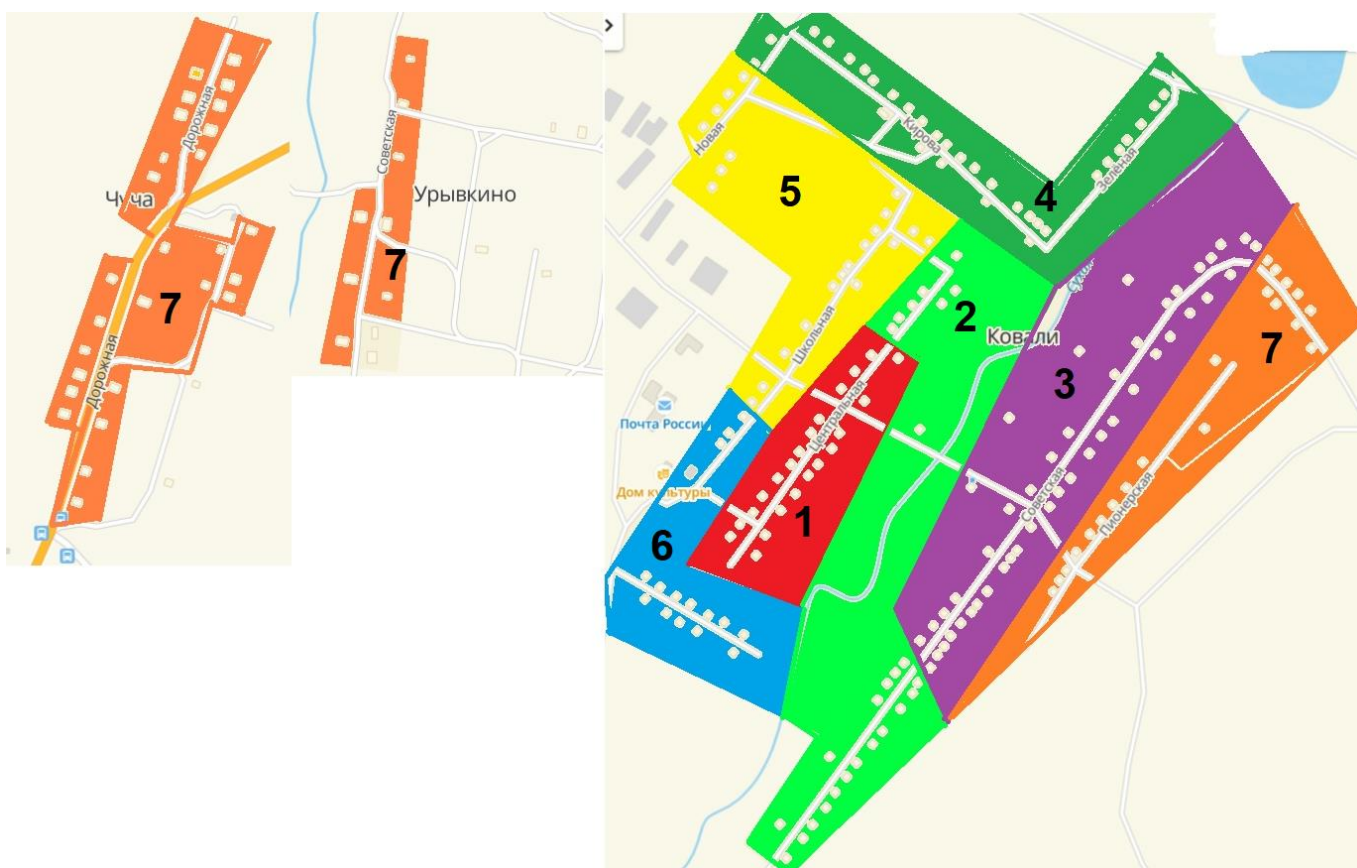 Дорожная
Чуча
7
Дорожная
Советская
Урывкино
7
Новая
Кирова
Зелёная
5
4
Школьная
2
Ковали
7
3
Почта России
Центральная
Дом культуры
1
Советская
Пионерская
6